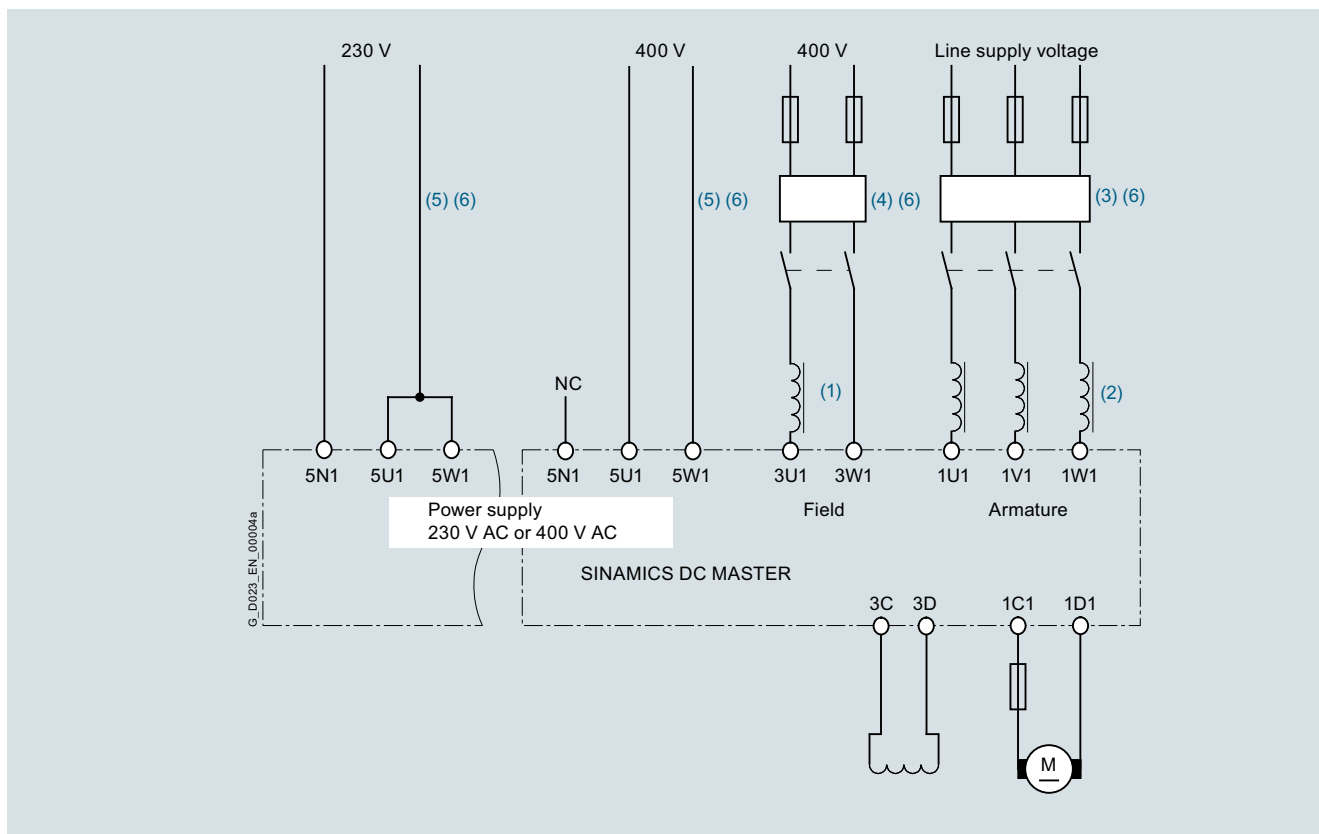 230 V
400 V
400 V
Line supply voltage
(5) (6)
(5) (6)
(4) (6)
(3) (6)
NC
(1)
(2)
5N1
5U1
5W1
5N1
5U1
5W1
3U1
3W1
1U1
1V1
1W1
Power supply
230 V AC or 400 V AC
Field
Armature
G_D023_EN_00004a
SINAMICS DC MASTER
3C
3D
1C1
1D1
M